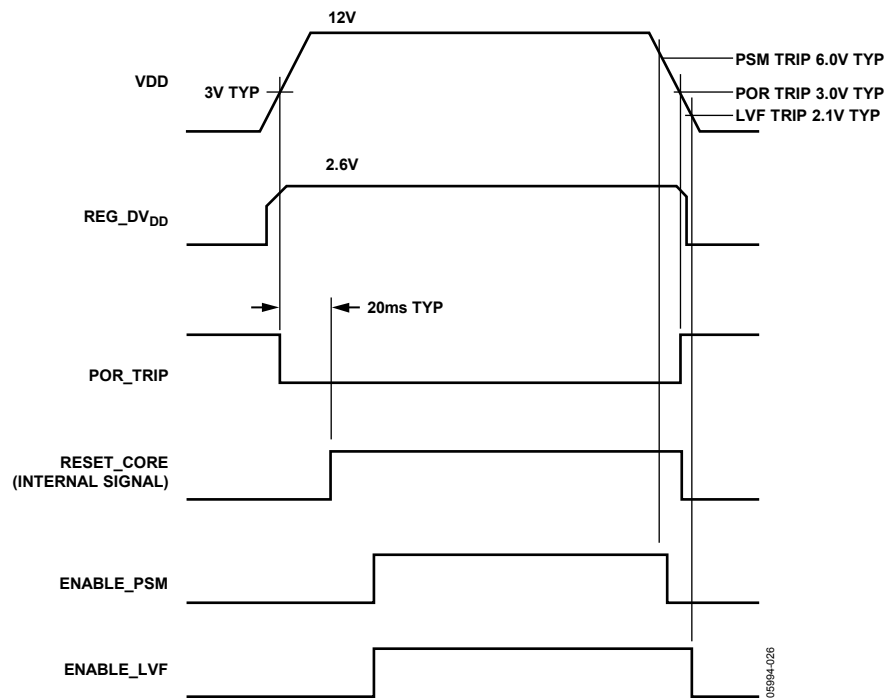 12V
VDD
3V TYP
PSM TRIP 6.0V TYP
POR TRIP 3.0V TYP
LVF TRIP 2.1V TYP
2.6V
REG_DVDD
20ms TYP
POR_TRIP
RESET_CORE
(INTERNAL SIGNAL)
ENABLE_PSM
ENABLE_LVF
05994-026